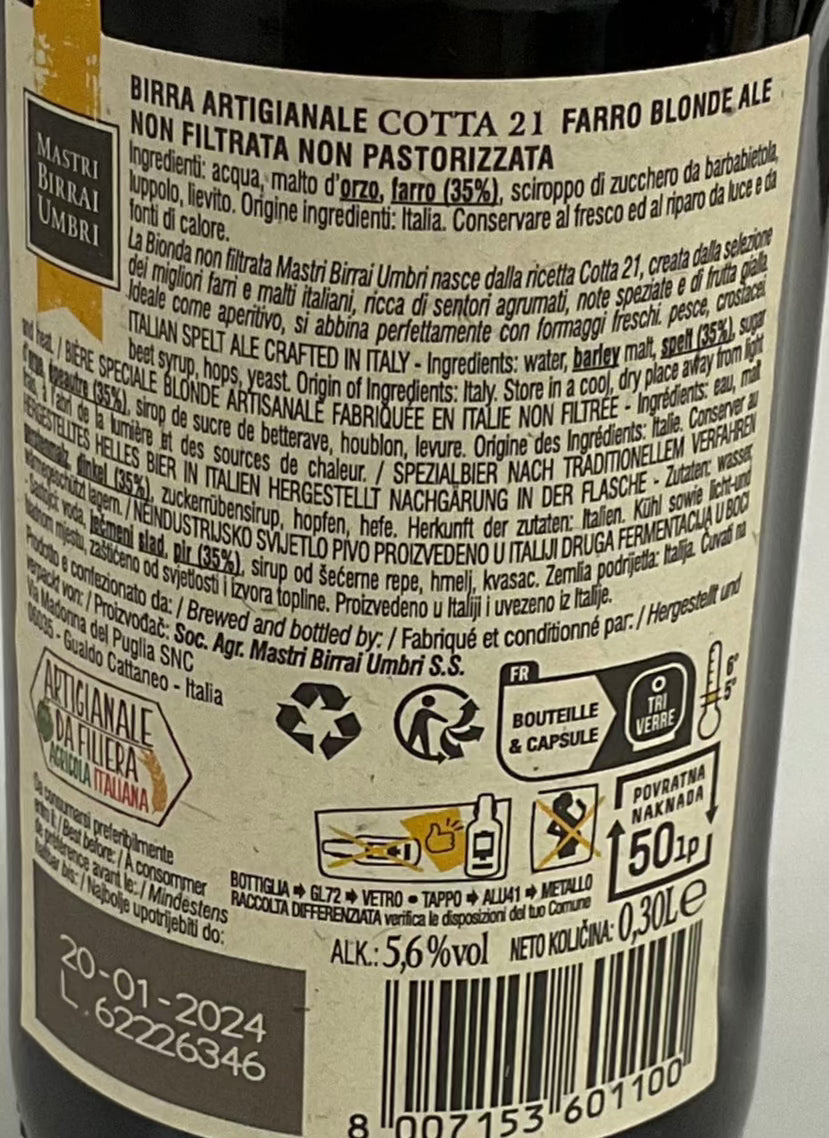 MASTRI
BIRRAI
UMBRI
BIRRA ARTIGIANALE COTTA 21 FARRO BLONDE ALE
NON FILTRATA NON PASTORIZZATA
Ingredienti: acqua, malto d'orzo, farro (35%), sciroppo di zucchero da barbabietola,
luppolo, lievito. Origine ingredienti: Italia. Conservare al fresco ed al riparo da luce e da
fonti di calore.
La Bionda non filtrata Mastri Birrai Umbri nasce dalla ricetta Cotta 21, creata dalla selezione
dei migliori farri e malti italiani, ricca di sentori agrumati, note speziate e di frutta gialla.
Ideale come aperitivo, si abbina perfettamente con formaggi freschi. pesce, crostacei.
ITALIAN SPELT ALE CRAFTED IN ITALY - Ingredients: water, barley malt, spelt (35%), sugar
beet syrup, hops, yeast. Origin of Ingredients: Italy. Store in a cool, dry place away from light
and heat. / BIÈRE SPECIALE BLONDE ARTISANALE FABRIQUÉE EN ITALIE NON FILTRÉE - Ingrédients: eau, malt
d'orge, épeautre (35%), sirop de sucre de betterave, houblon, levure. Origine des Ingrédients: Italie. Conserver au
frais, à l'abri de la lumière et des sources de chaleur. / SPEZIALBIER NACH TRADITIONELLEM VERFAHREN
HERGESTELLTES HELLES BIER IN ITALIEN HERGESTELLT NACHGÄRUNG IN DER FLASCHE - Zutaten: wasser,
gerstenmalz, dinkel (35%), zuckerrübensirup, hopfen, hefe. Herkunft der zutaten: Italien. Kühl sowie licht-und
wärmegeschützt lagern. / NEINDUSTRIJSKO SVIJETLO PIVO PROIZVEDENO U ITALIJI DRUGA FERMENTACIJA U BOCI
- Sastojci: voda, ječmeni slad, pir (35%), sirup od šećerne repe, hmelj, kvasac. Zemlja podrijetla: Italija. Čuvati na
hladnom mjestu, zaštićeno od svjetlosti i izvora topline. Proizvedeno u Italiji i uvezeno iz Italije.
Prodotto e confezionato da: / Brewed and bottled by: / Fabriqué et conditionné par: / Hergestellt und
verpackt von: / Proizvođač: Soc. Agr. Mastri Birrai Umbri S.S.
Via Madonna del Puglia SNC
06035 - Gualdo Cattaneo - Italia
ARTIGIANALE
DA FILIERA
AGRICOLA ITALIANA
FR
BOUTEILLE
& CAPSULE
TRI
VERRE
6°
5°
POVRATNA
NAKNADA
50 lp
BOTTIGLIA ➡ GL72 ➡ VETRO • TAPPO ➡ ALU41 ➡ METALLO
RACCOLTA DIFFERENZIATA verifica le disposizioni del tuo Comune
Da consumarsi preferibilmente
entro il: / Best before: / À consommer
de préférence avant le: / Mindestens
haltbar bis: / Najbolje upotrijebiti do:
ALK.: 5,6%vol NETO KOLIČINA: 0,30L e
20-01-2024
L.62226346
8 007153 601100